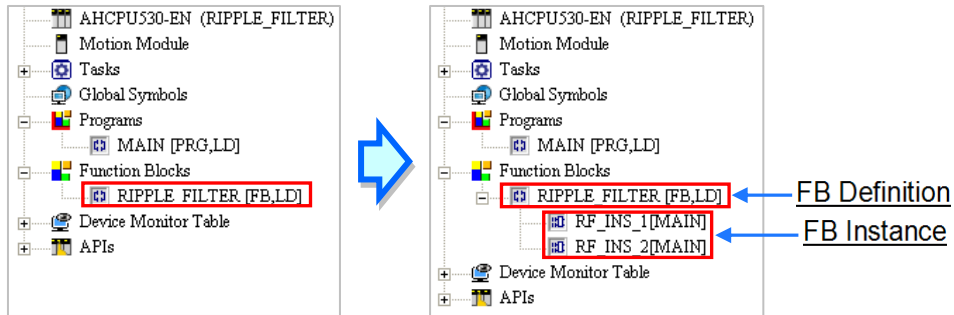 AHCPU530-EN (RIPPLE_FILTER)
Motion Module
Tasks
Global Symbols
Programs
MAIN [PRG,LD]
Function Blocks
RIPPLE_FILTER [FB,LD]
Device Monitor Table
APIs
AHCPU530-EN (RIPPLE_FILTER)
Motion Module
Tasks
Global Symbols
Programs
MAIN [PRG,LD]
Function Blocks
RIPPLE_FILTER [FB,LD]
RF_INS_1[MAIN]
RF_INS_2[MAIN]
Device Monitor Table
APIs
FB Definition
FB Instance